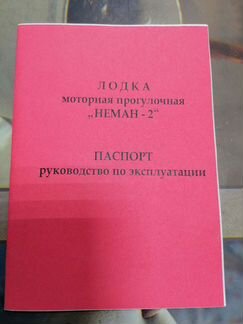 ЛОДКА
моторная прогулочная
„НЕМАН - 2“
ПАСПОРТ
руководство по эксплуатации